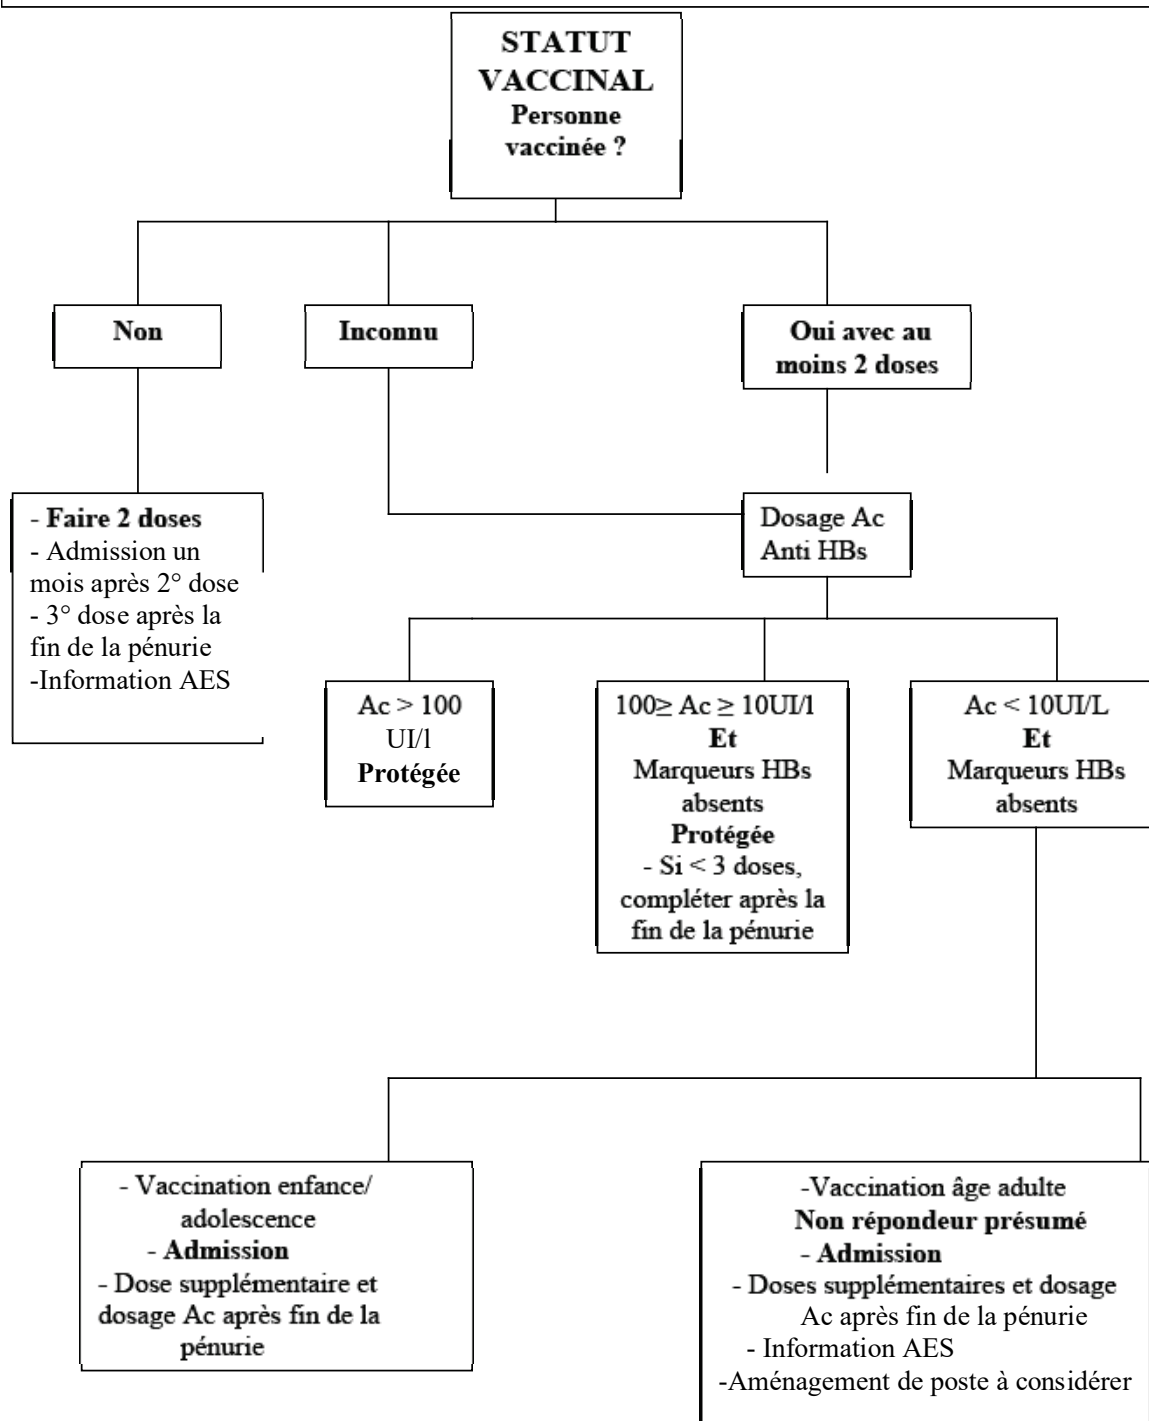 STATUT
VACCINAL
Personne
vaccinée ?
Non
Inconnu
Oui avec au
moins 2 doses
- Faire 2 doses
- Admission un
mois après 2° dose
- 3° dose après la
fin de la pénurie
-Information AES
Dosage Ac
Anti HBs
Ac > 100
UI/l
Protégée
100≥ Ac ≥ 10UI/l
Et
Marqueurs HBs
absents
Protégée
- Si < 3 doses,
compléter après la
fin de la pénurie
Ac < 10UI/L
Et
Marqueurs HBs
absents
- Vaccination enfance/
adolescence
- Admission
- Dose supplémentaire et
dosage Ac après fin de la
pénurie
-Vaccination âge adulte
Non répondeur présumé
- Admission
- Doses supplémentaires et dosage
Ac après fin de la pénurie
- Information AES
-Aménagement de poste à considérer